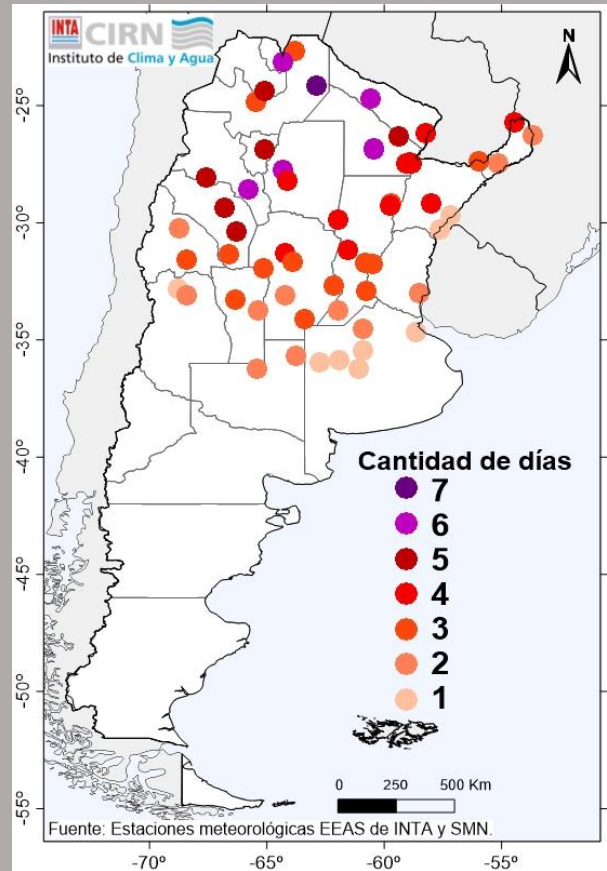 INTA CIRN
Instituto de Clima y Agua
N
-25°
-30°
-35°
-40°
-45°
-50°
-55°
Cantidad de días
7
6
5
4
3
2
1
0 250 500 Km
Fuente: Estaciones meteorológicas EEAS de INTA y SMN.
-70° -65° -60° -55°